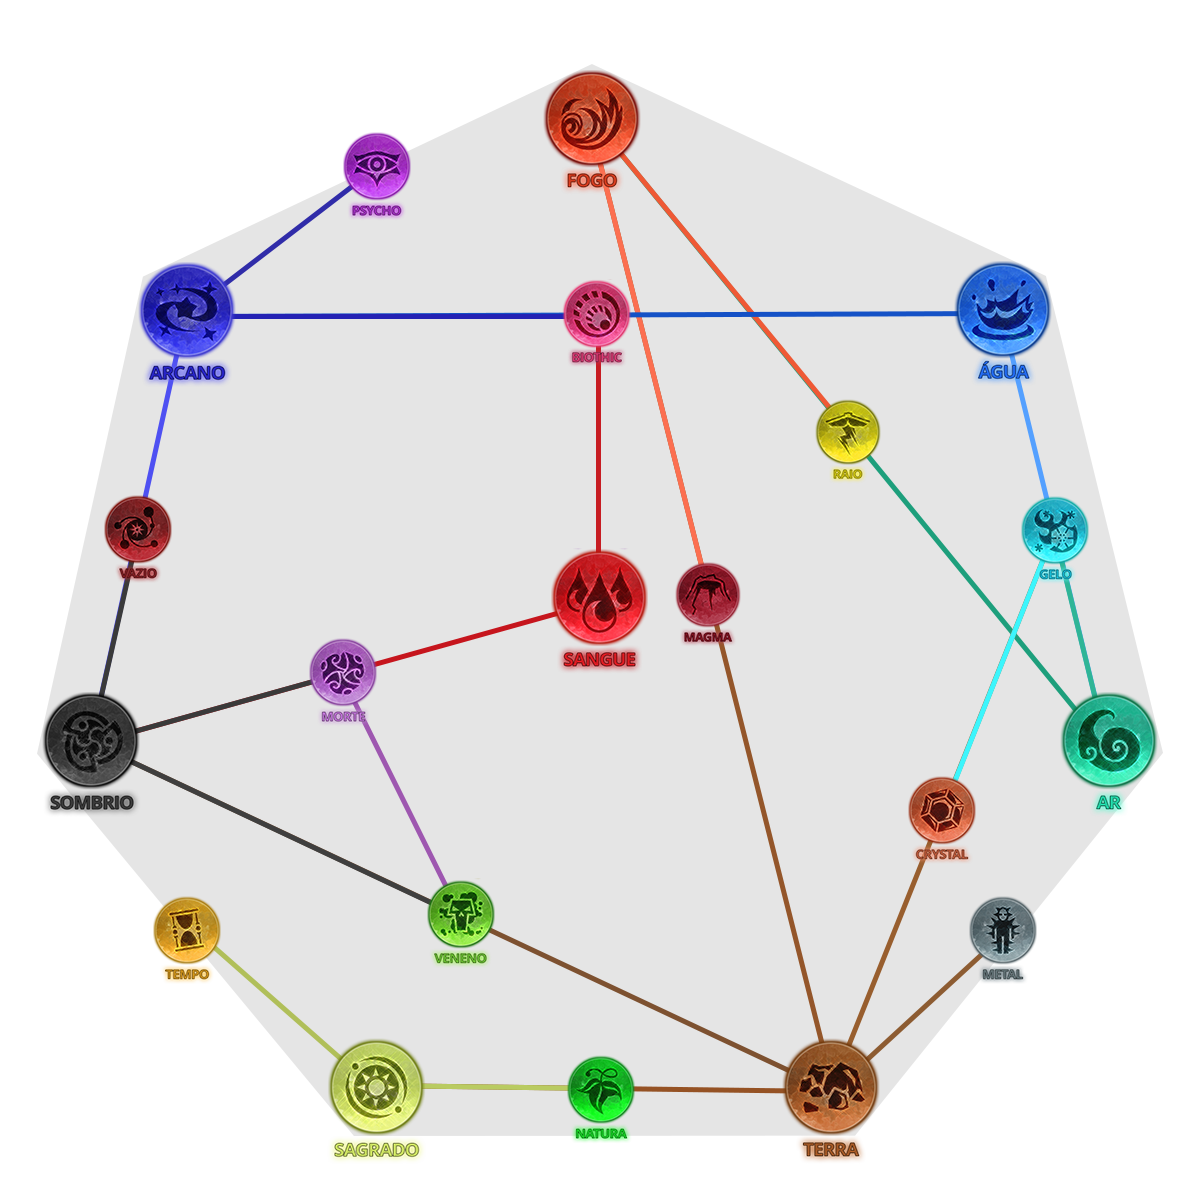 FOGO
PSYCHO
BIOTHIC
ARCANO
ÁGUA
RAIO
VAZIO
GELO
MAGMA
SANGUE
MORTE
SOMBRIO
AR
CRYSTAL
VENENO
TEMPO
METAL
NATURA
SAGRADO
TERRA